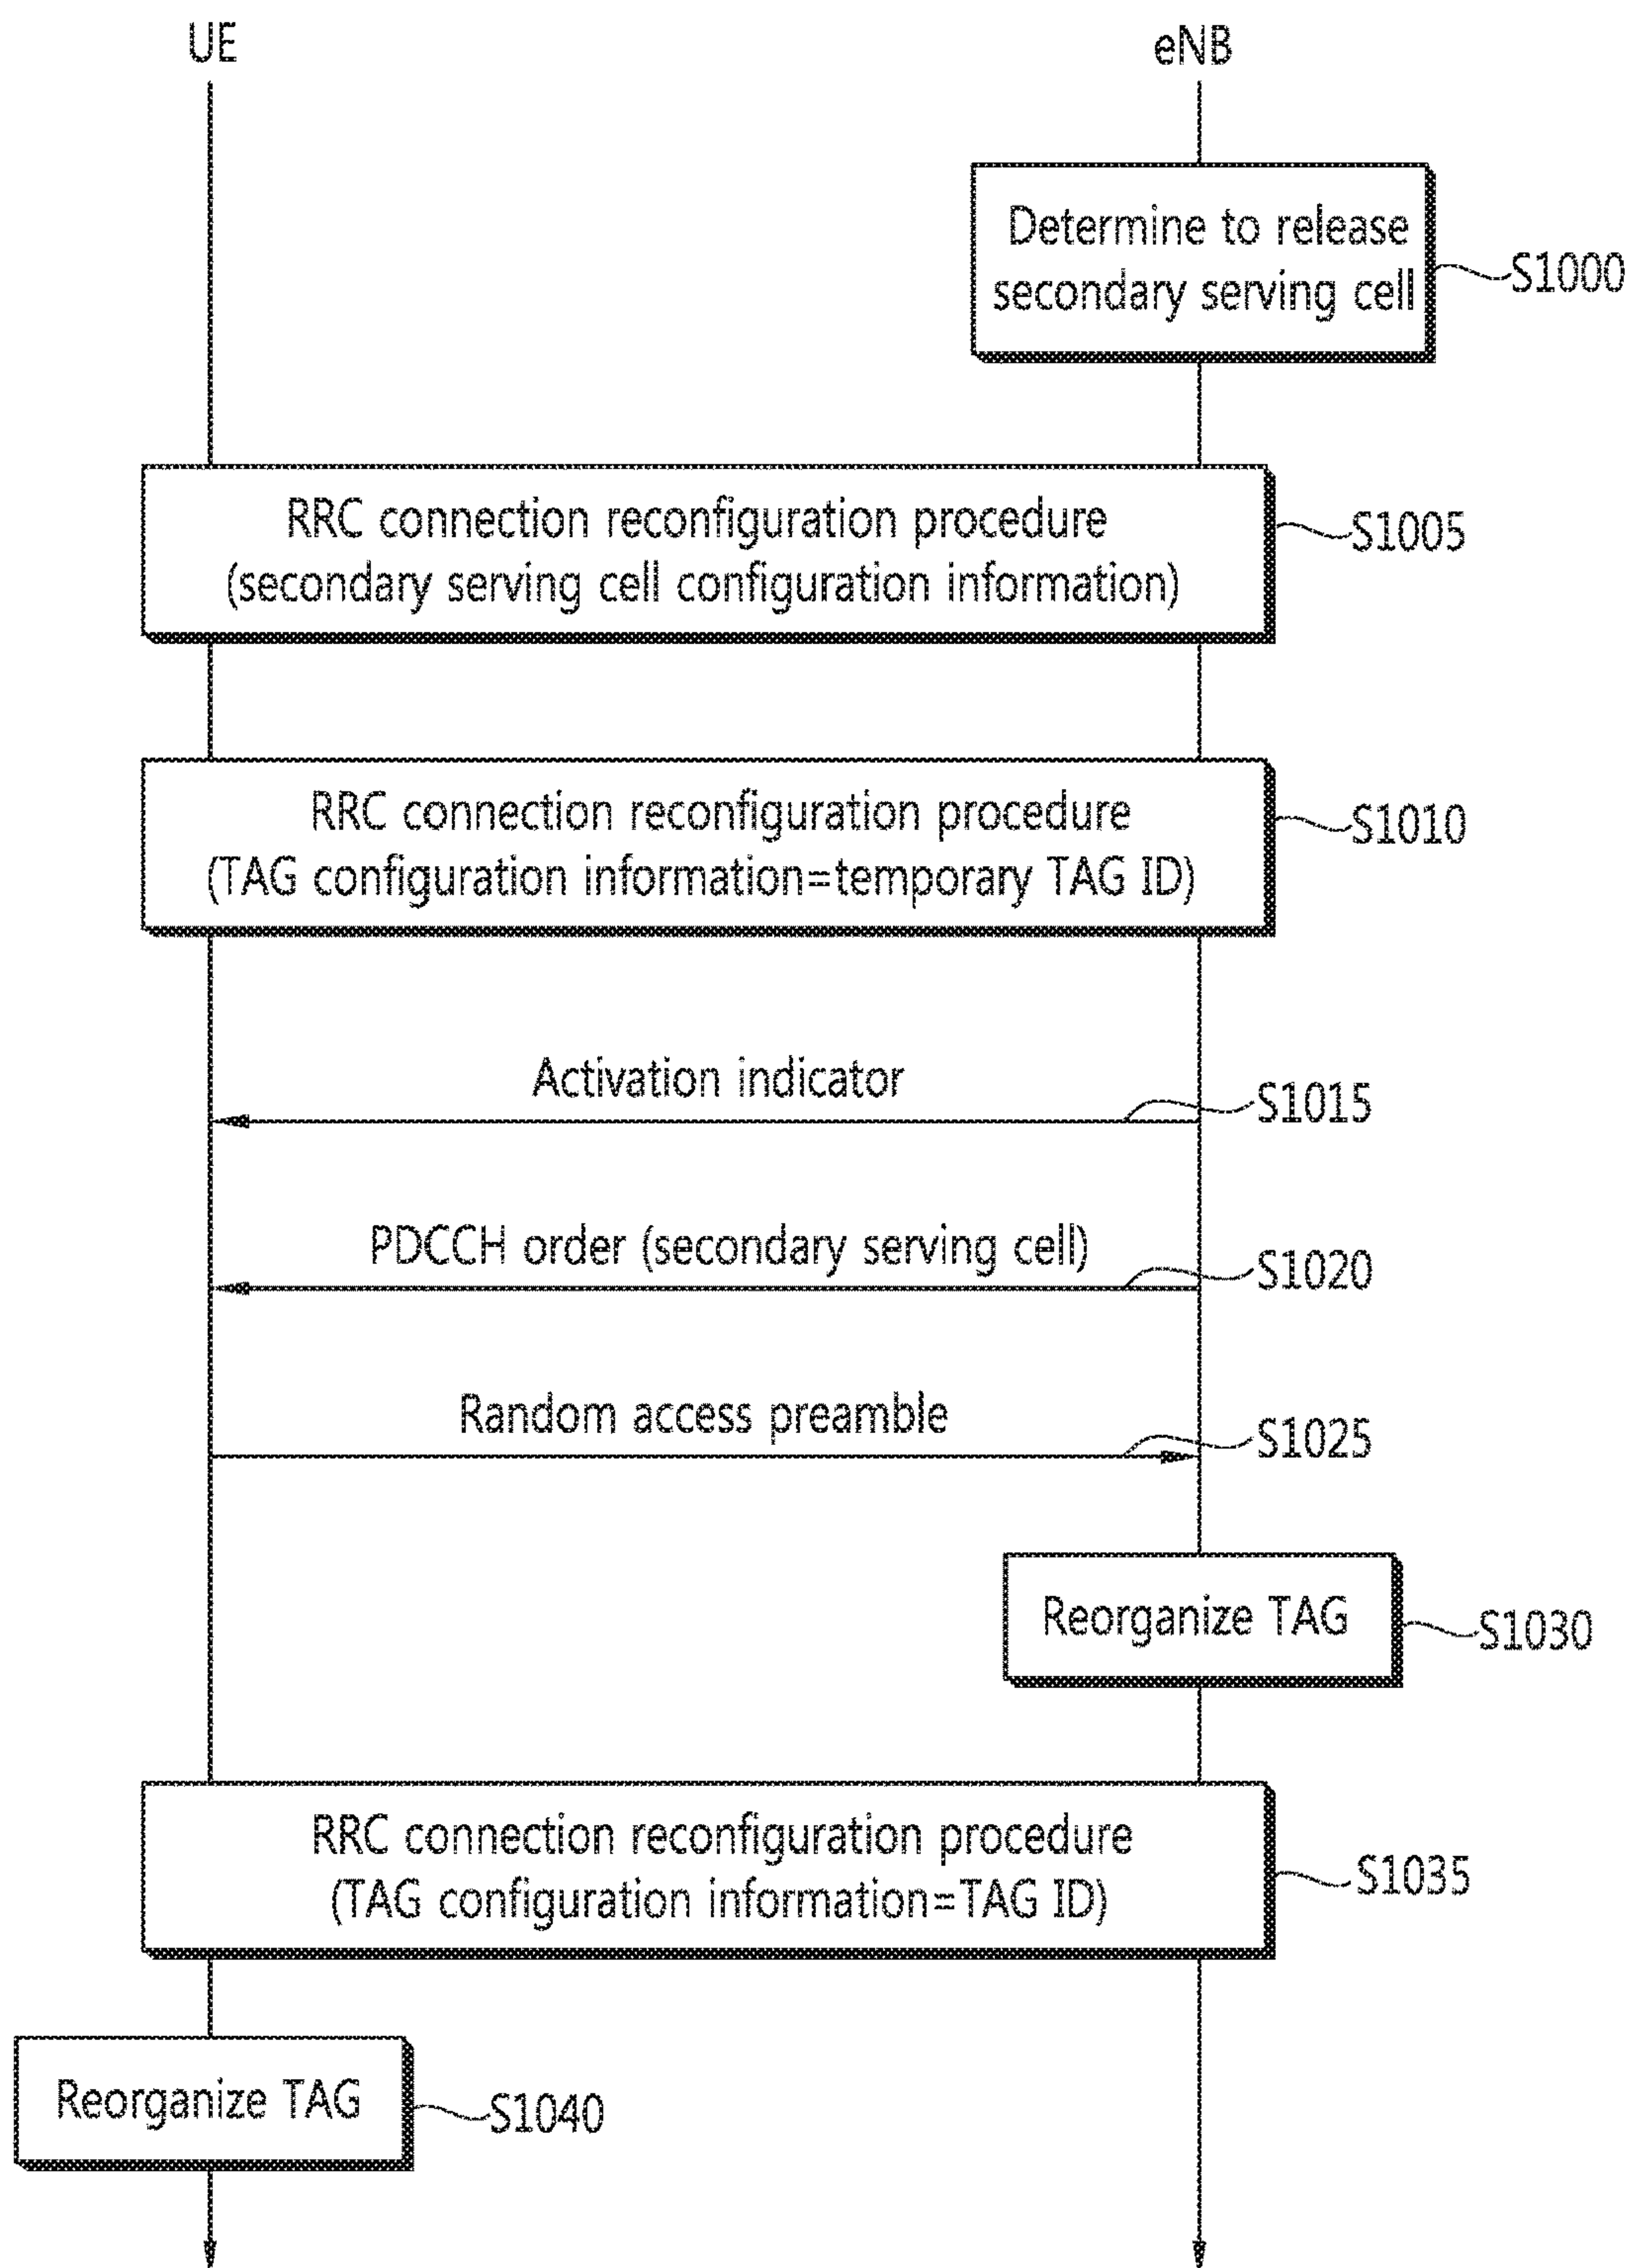 UE
eNB
Determine to release
secondary serving cell
S1000
RRC connection reconfiguration procedure
(secondary serving cell configuration information)
S1005
RRC connection reconfiguration procedure
(TAG configuration information=temporary TAG ID)
S1010
Activation indicator
S1015
PDCCH order (secondary serving cell)
S1020
Random access preamble
S1025
Reorganize TAG
S1030
RRC connection reconfiguration procedure
(TAG configuration information=TAG ID)
S1035
Reorganize TAG
S1040